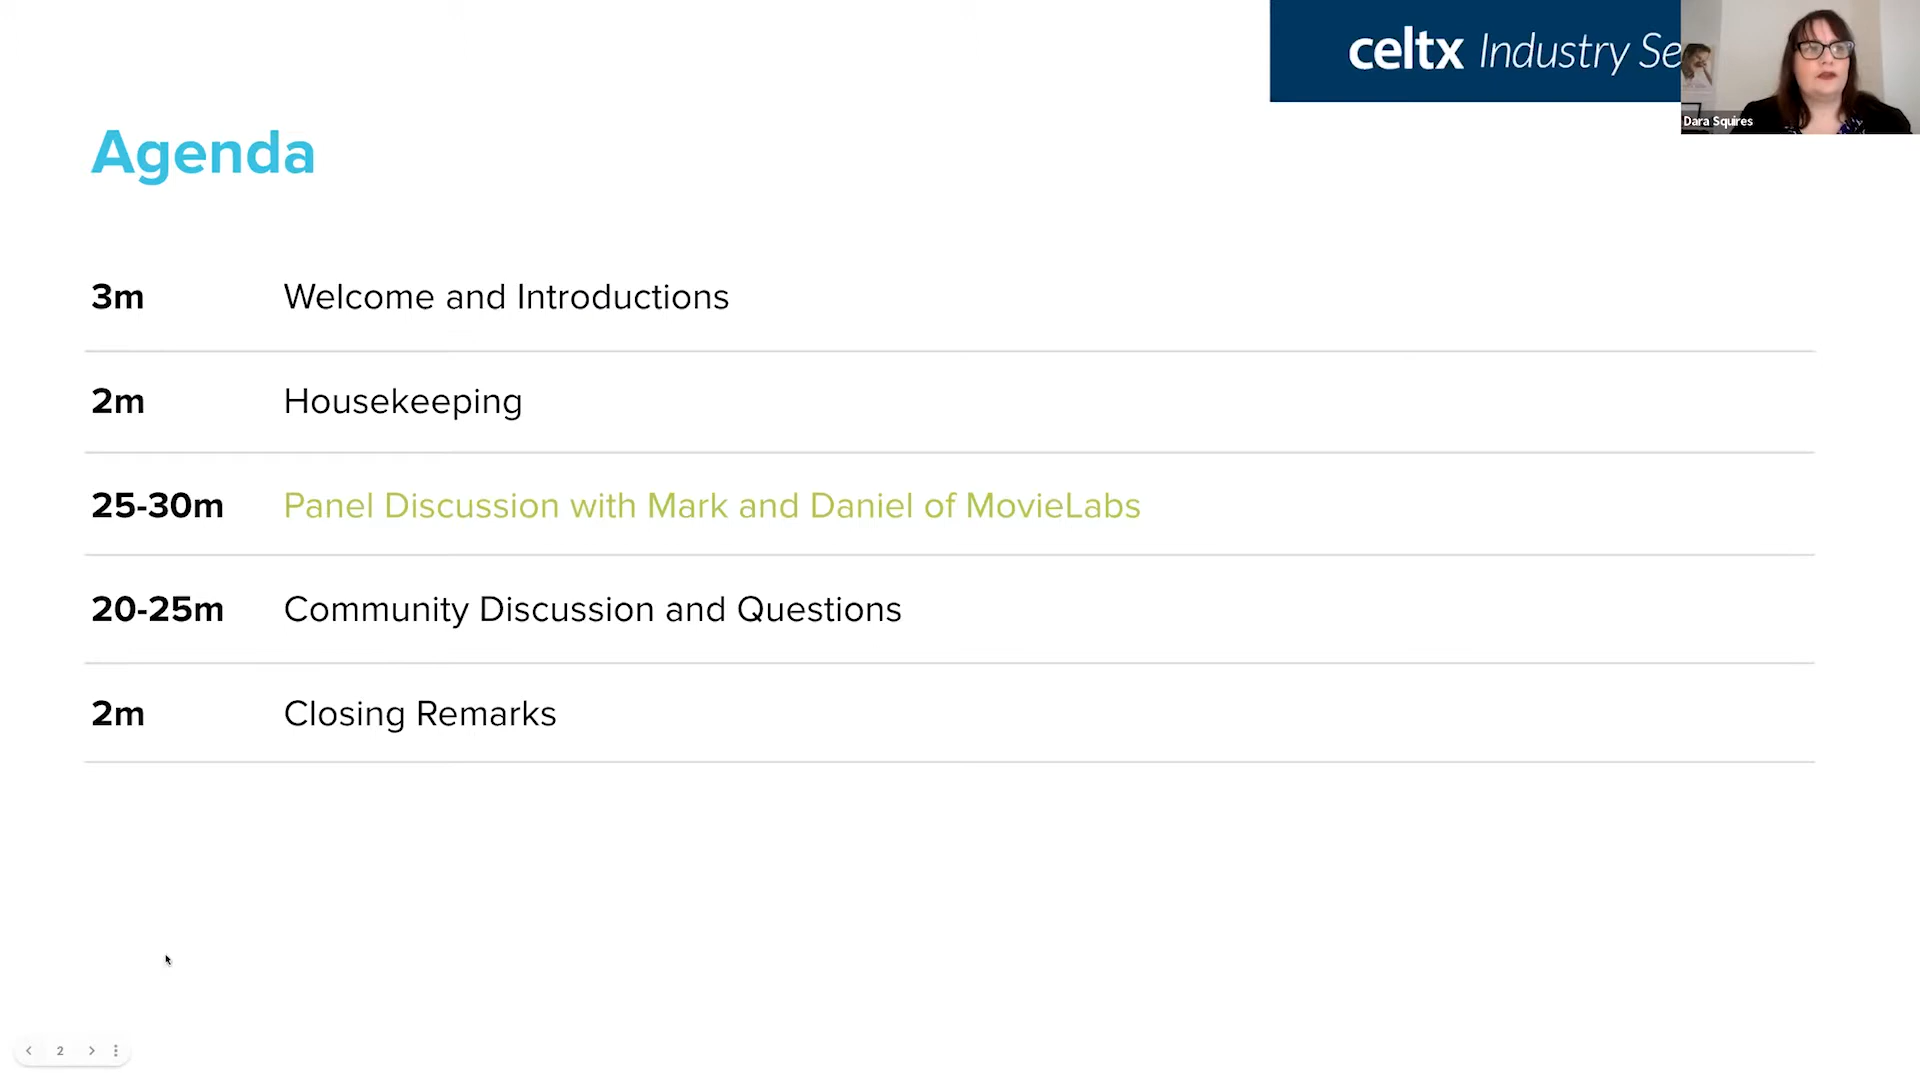 celtx Industry Se
Dara Squires
Agenda
3m Welcome and Introductions
2m Housekeeping
25-30m Panel Discussion with Mark and Daniel of MovieLabs
20-25m Community Discussion and Questions
2m Closing Remarks
2